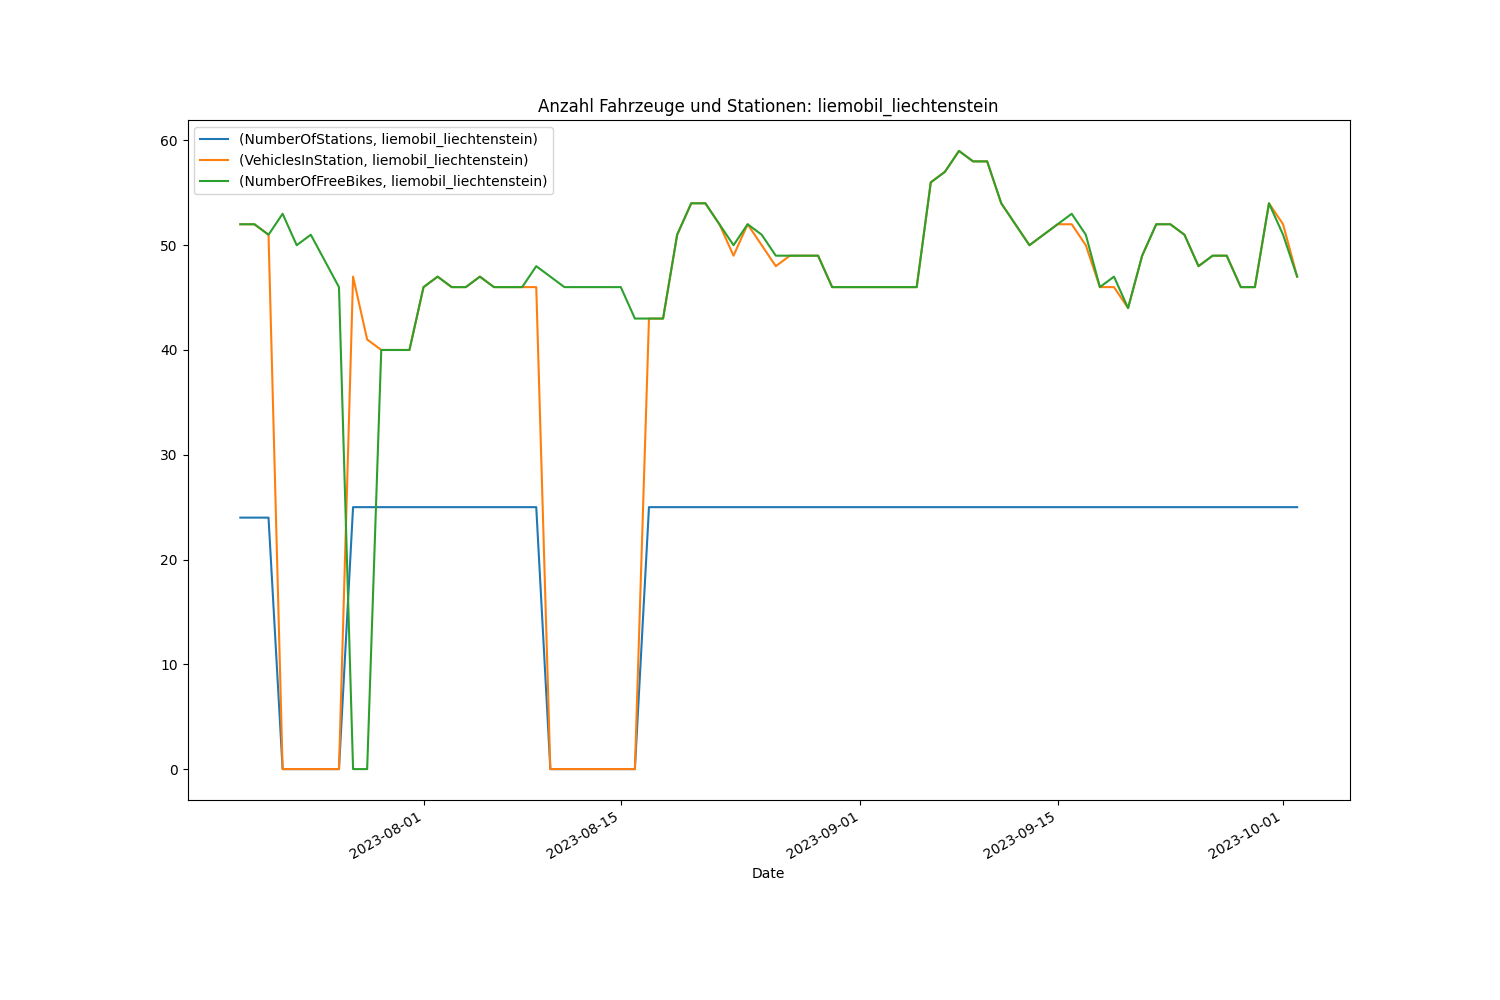 Anzahl Fahrzeuge und Stationen: liemobil_liechtenstein
(NumberOfStations, liemobil_liechtenstein)
(VehiclesInStation, liemobil_liechtenstein)
(NumberOfFreeBikes, liemobil_liechtenstein)
60
50
40
30
20
10
0
2023-08-01
2023-08-15
2023-09-01
2023-09-15
2023-10-01
Date